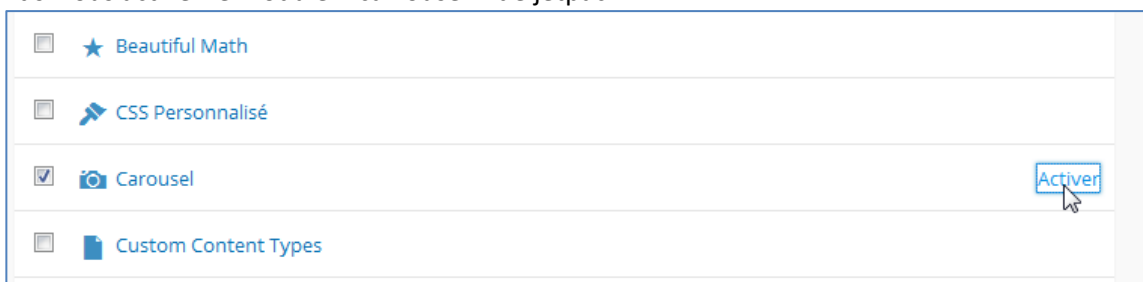 Beautiful Math
CSS Personnalisé
Carousel
Activer
Custom Content Types